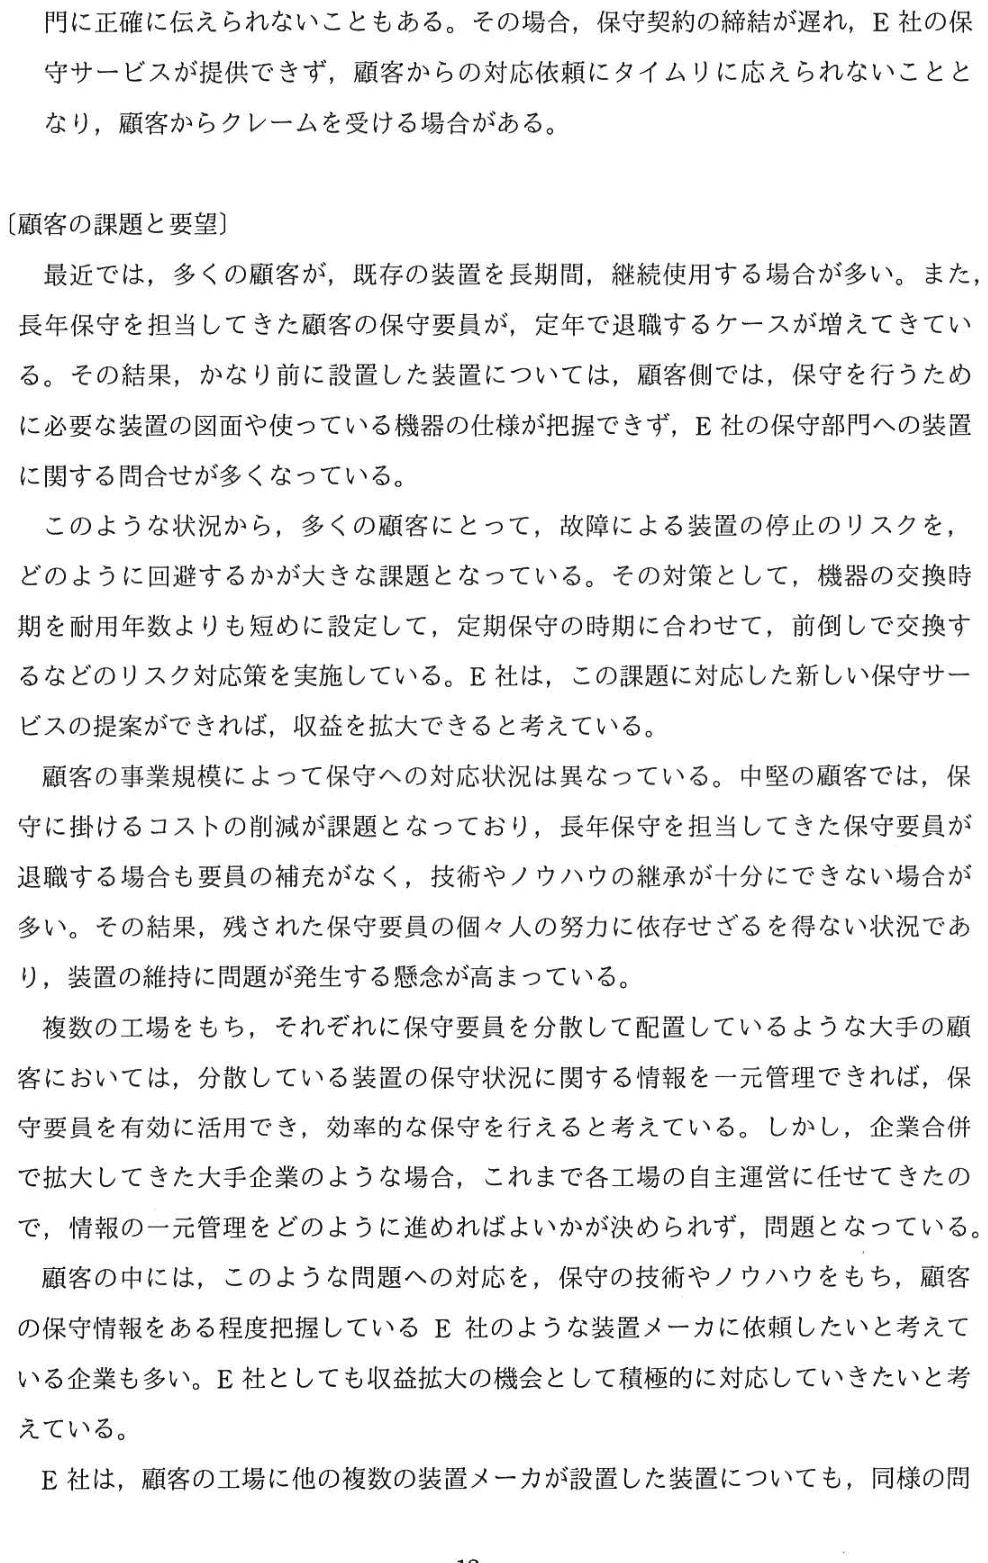 門に正確に伝えられないこともある。その場合，保守契約の締結が遅れ，E 社の保
守サービスが提供できず，顧客からの対応依頼にタイムリに応えられないことと
なり，顧客からクレームを受ける場合がある。
〔顧客の課題と要望〕
最近では，多くの顧客が，既存の装置を長期間，継続使用する場合が多い。また，
長年保守を担当してきた顧客の保守要員が，定年で退職するケースが増えてきてい
る。その結果，かなり前に設置した装置については，顧客側では，保守を行うため
に必要な装置の図面や使っている機器の仕様が把握できず，E 社の保守部門への装置
に関する問合せが多くなっている。
このような状況から，多くの顧客にとって，故障による装置の停止のリスクを，
どのように回避するかが大きな課題となっている。その対策として，機器の交換時
期を耐用年数よりも短めに設定して，定期保守の時期に合わせて，前倒しで交換す
るなどのリスク対応策を実施している。E 社は，この課題に対応した新しい保守サー
ビスの提案ができれば，収益を拡大できると考えている。
顧客の事業規模によって保守への対応状況は異なっている。中堅の顧客では，保
守に掛けるコストの削減が課題となっており，長年保守を担当してきた保守要員が
退職する場合も要員の補充がなく，技術やノウハウの継承が十分にできない場合が
多い。その結果，残された保守要員の個々人の努力に依存せざるを得ない状況であ
り，装置の維持に問題が発生する懸念が高まっている。
複数の工場をもち，それぞれに保守要員を分散して配置しているような大手の顧
客においては，分散している装置の保守状況に関する情報を一元管理できれば，保
守要員を有効に活用でき，効率的な保守を行えると考えている。しかし，企業合併
で拡大してきた大手企業のような場合，これまで各工場の自主運営に任せてきたの
で，情報の一元管理をどのように進めればよいかが決められず，問題となっている。
顧客の中には，このような問題への対応を，保守の技術やノウハウをもち，顧客
の保守情報をある程度把握している E 社のような装置メーカに依頼したいと考えて
いる企業も多い。E 社としても収益拡大の機会として積極的に対応していきたいと考
えている。
E 社は，顧客の工場に他の複数の装置メーカが設置した装置についても，同様の問